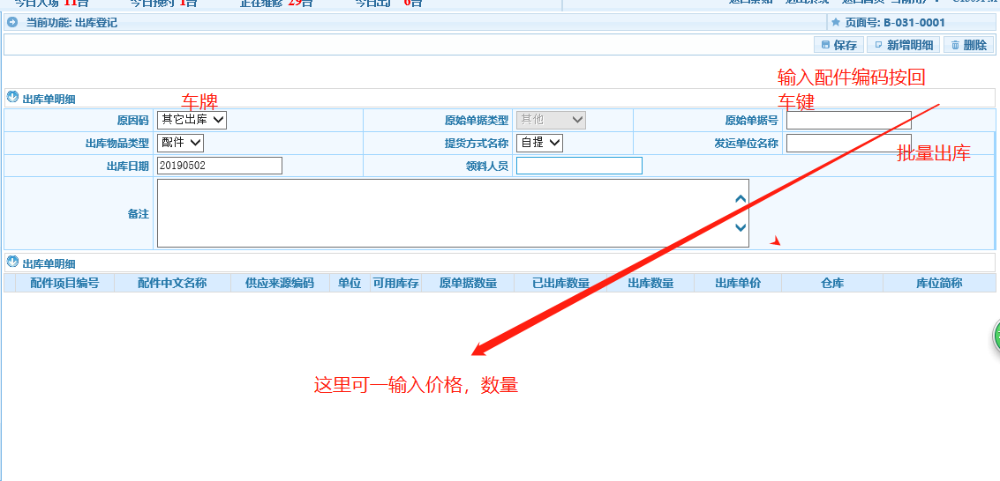 今日入场 11台 今日预约 1台 正在维修 29台 今日出厂 6台
当前功能: 出库登记 页面号: B-031-0001
保存 新增明细 删除
输入配件编码按回
车键
出库单明细 车牌
原因码 其它出库 原始单据类型 其他 原始单据号
出库物品类型 配件 提货方式名称 自提 发运单位名称
批量出库
出库日期 20190502 领料人员
备注
出库单明细
配件项目编号 配件中文名称 供应来源编码 单位 可用库存 原单据数量 已出库数量 出库数量 出库单价 仓库 库位简称
这里可一输入价格，数量